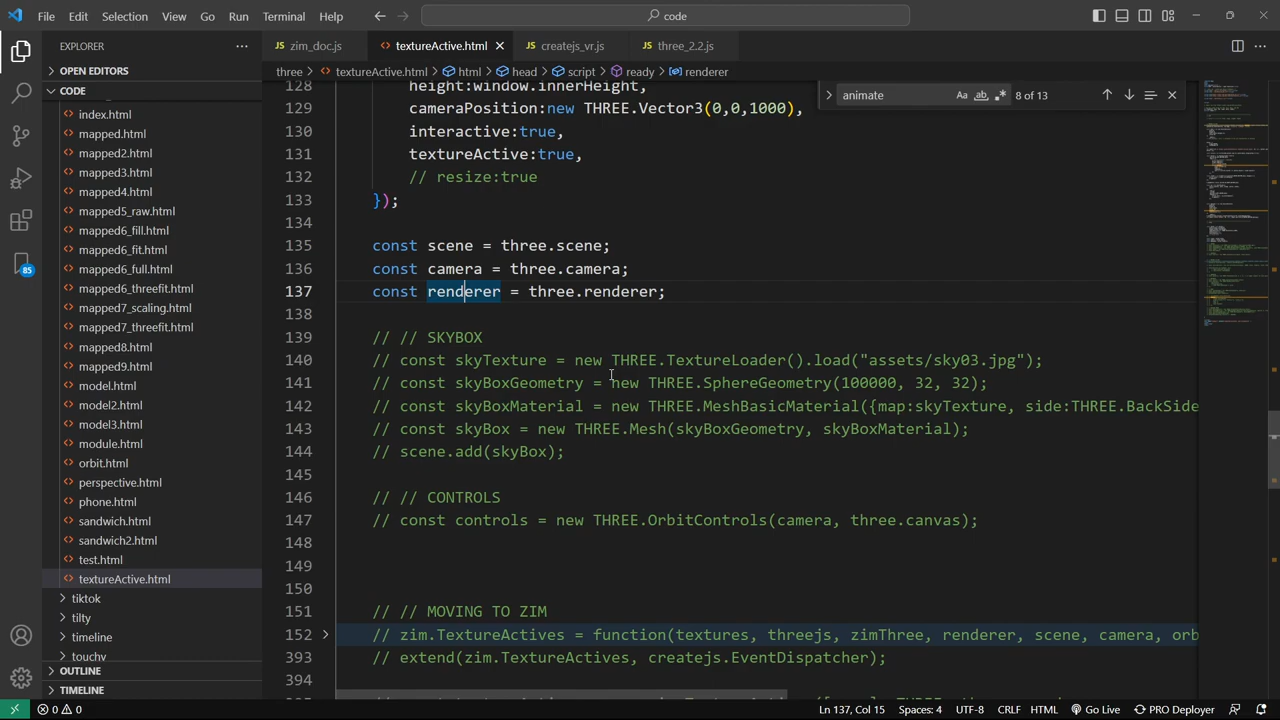 File Edit Selection View Go Run Terminal Help
code
EXPLORER
zim_doc.js
textureActive.html
createjs_vr.js
three_2.2.js
OPEN EDITORS
three > textureActive.html > html > head > script > ready > renderer
CODE
animate
8 of 13
index.html
mapped.html
mapped2.html
mapped3.html
mapped4.html
mapped5_raw.html
mapped6_fill.html
mapped6_fit.html
mapped6_full.html
mapped6_threefit.html
mapped7_scaling.html
mapped7_threefit.html
mapped8.html
mapped9.html
model.html
model2.html
model3.html
module.html
orbit.html
perspective.html
phone.html
sandwich.html
sandwich2.html
test.html
textureActive.html
tiktok
tilty
timeline
touchy
OUTLINE
TIMELINE
85
128 height:window.innerHeight,
129 cameraPosition:new THREE.Vector3(0,0,1000),
130 interactive:true,
131 textureActive:true,
132 // resize:true
133 });
134
135 const scene = three.scene;
136 const camera = three.camera;
137 const renderer = three.renderer;
138
139 // // SKYBOX
140 // const skyTexture = new THREE.TextureLoader().load("assets/sky03.jpg");
141 // const skyBoxGeometry = new THREE.SphereGeometry(100000, 32, 32);
142 // const skyBoxMaterial = new THREE.MeshBasicMaterial({map:skyTexture, side:THREE.BackSide
143 // const skyBox = new THREE.Mesh(skyBoxGeometry, skyBoxMaterial);
144 // scene.add(skyBox);
145
146 // // CONTROLS
147 // const controls = new THREE.OrbitControls(camera, three.canvas);
148
149
150
151 // // MOVING TO ZIM
152 // zim.TextureActives = function(textures, threejs, zimThree, renderer, scene, camera, orb
393 // extend(zim.TextureActives, createjs.EventDispatcher);
394
0 0
Ln 137, Col 15 Spaces: 4 UTF-8 CRLF HTML Go Live PRO Deployer